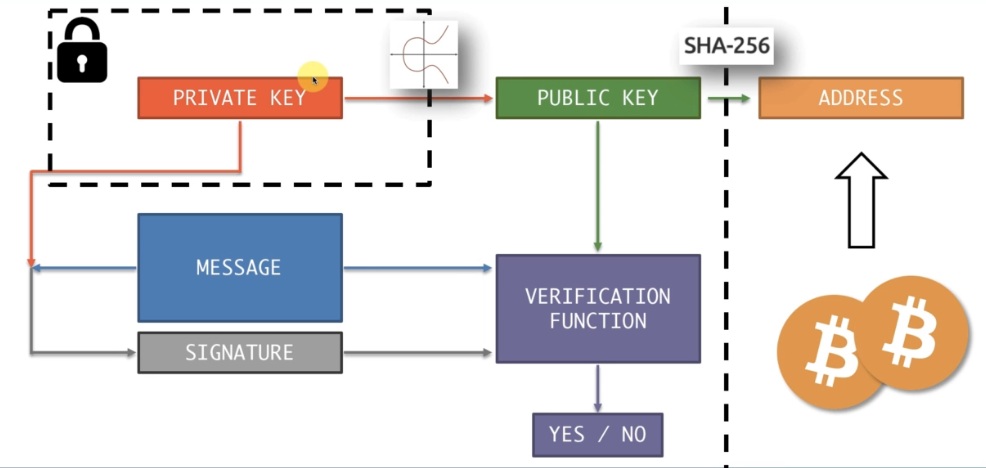 SHA-256
PRIVATE KEY
PUBLIC KEY
ADDRESS
MESSAGE
VERIFICATION
FUNCTION
SIGNATURE
YES / NO